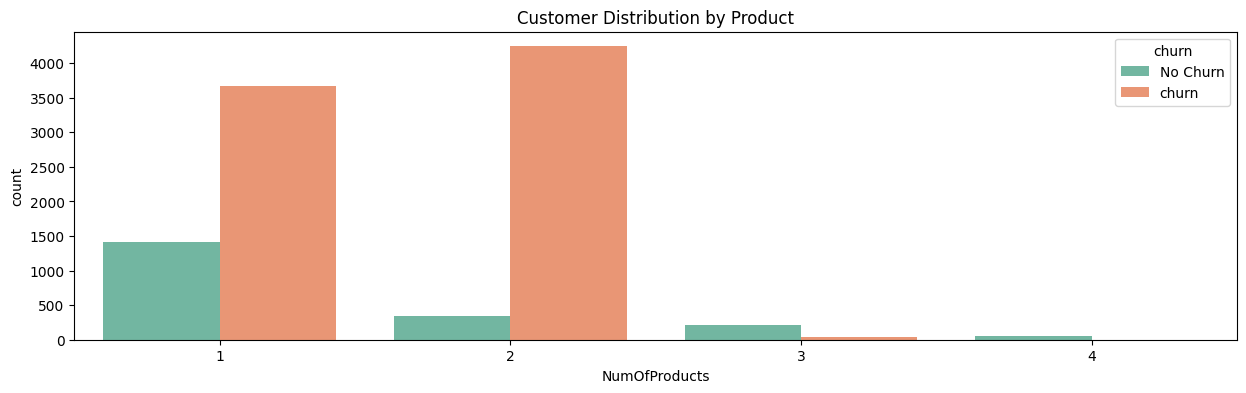 Customer Distribution by Product
churn
No Churn
churn
count
4000
3500
3000
2500
2000
1500
1000
500
0
1 2 3 4
NumOfProducts